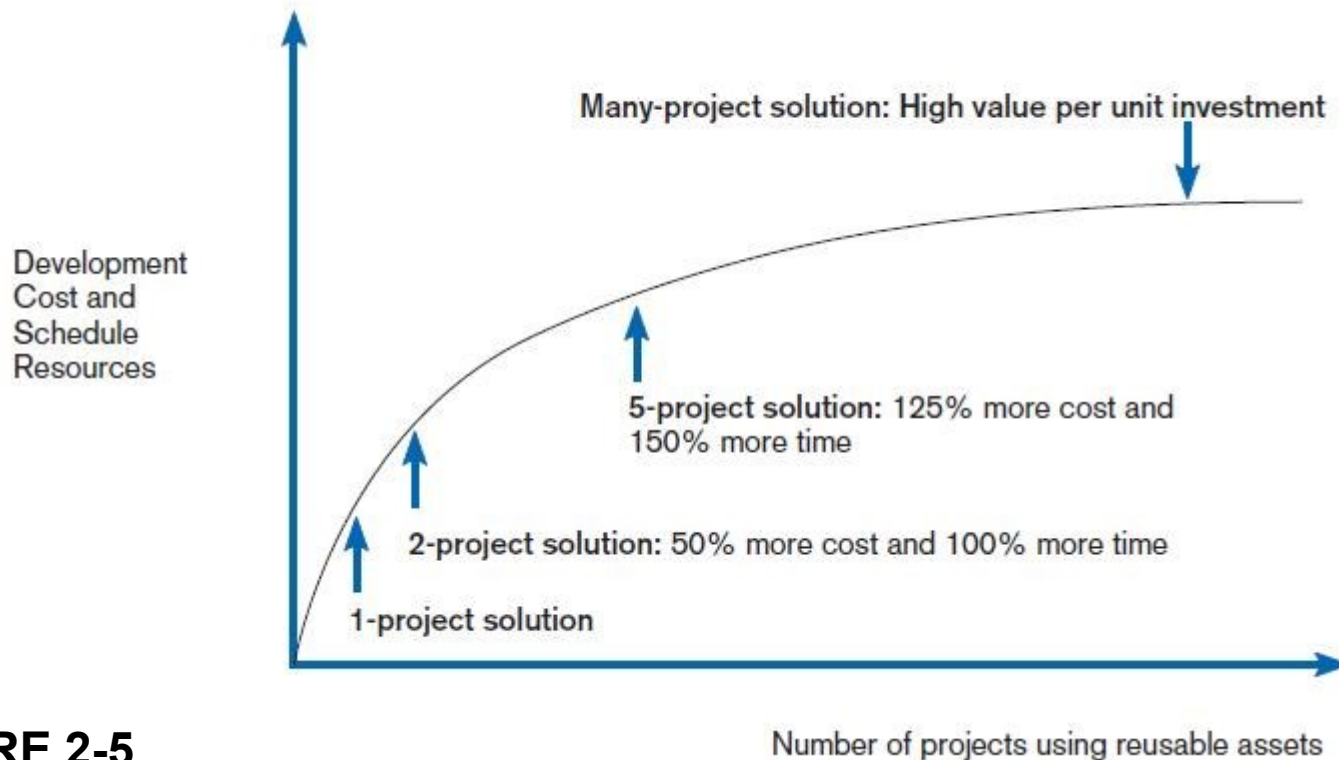 Many-project solution: High value per unit investment
Development
Cost and
Schedule
Resources
5-project solution: 125% more cost and
150% more time
2-project solution: 50% more cost and 100% more time
1-project solution
Number of projects using reusable assets
RE 2-5